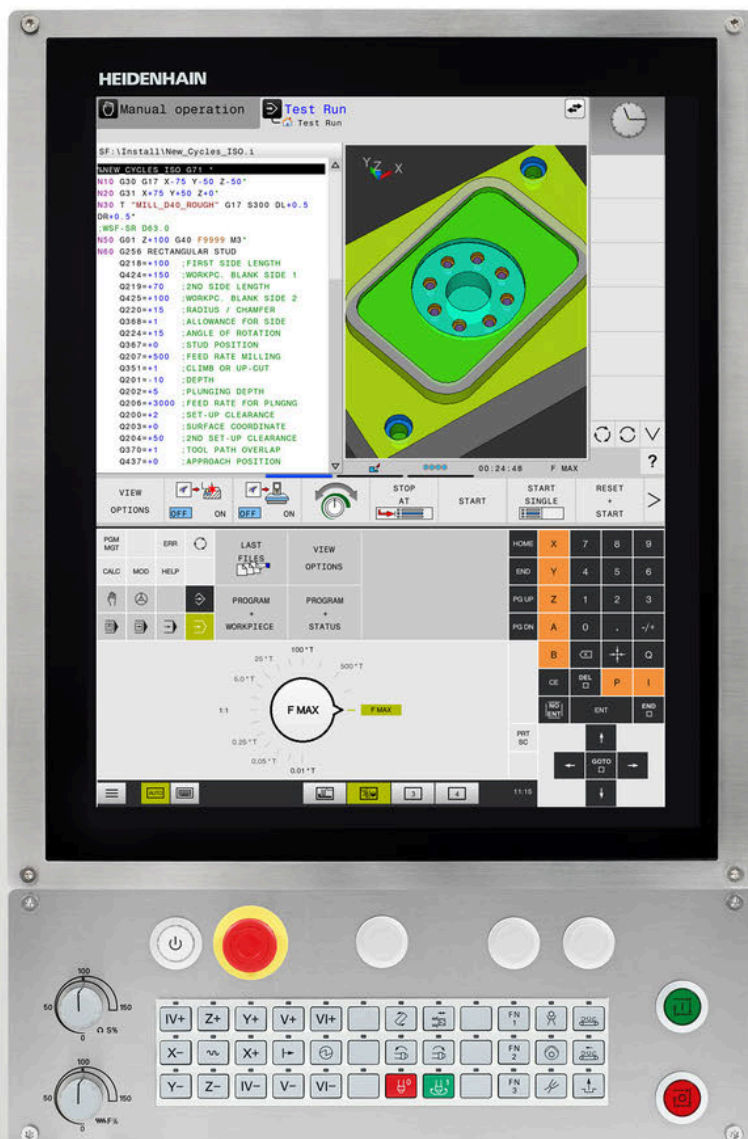 HEIDENHAIN
Manual operation
Test Run
Test Run
SF:\Install\New_Cycles_ISO.i
%NEW_CYCLES_ISO G71 *
N10 G30 G17 X-75 Y-50 Z-50*
N20 G31 X+75 Y+50 Z+0*
N30 T "MILL_D40_ROUGH" G17 S300 DL+0.5
DR+0.5*
;WSF-SR D63.0
N50 G01 Z+100 G40 F9999 M3*
N60 G256 RECTANGULAR STUD
Q218=+100 ;FIRST SIDE LENGTH
Q424=+150 ;WORKPC. BLANK SIDE 1
Q219=+70 ;2ND SIDE LENGTH
Q425=+100 ;WORKPC. BLANK SIDE 2
Q220=+15 ;RADIUS / CHAMFER
Q368=+1 ;ALLOWANCE FOR SIDE
Q224=+15 ;ANGLE OF ROTATION
Q367=+0 ;STUD POSITION
Q207=+500 ;FEED RATE MILLING
Q351=+1 ;CLIMB OR UP-CUT
Q201=-10 ;DEPTH
Q202=+5 ;PLUNGING DEPTH
Q206=+3000 ;FEED RATE FOR PLNGNG
Q200=+2 ;SET-UP CLEARANCE
Q203=+0 ;SURFACE COORDINATE
Q204=+50 ;2ND SET-UP CLEARANCE
Q370=+1 ;TOOL PATH OVERLAP
Q437=+0 ;APPROACH POSITION
Y Z X
00:24:48 F MAX
?
VIEW
OPTIONS
OFF ON
OFF ON
STOP
AT
START
START
SINGLE
RESET
+
START
PGM
MGT
ERR
CALC MOD HELP
LAST
FILES
VIEW
OPTIONS
PROGRAM
+
WORKPIECE
PROGRAM
+
STATUS
HOME X 7 8 9
END Y 4 5 6
PG UP Z 1 2 3
PG DN A 0 . -/+
B Q
CE DEL P I
NO
ENT
ENT
END
PRT
SC
GOTO
100*T
25*T
500*T
5.0*T
1:1
F MAX
F MAX
0.25*T
0.05*T
0.01*T
AUTO
3 4
11:15
100
50 150
0
S%
100
50 150
0
F%
IV+ Z+ Y+ V+ VI+ FN 1
X- X+ FN 2
Y- Z- IV- V- VI- FN 3